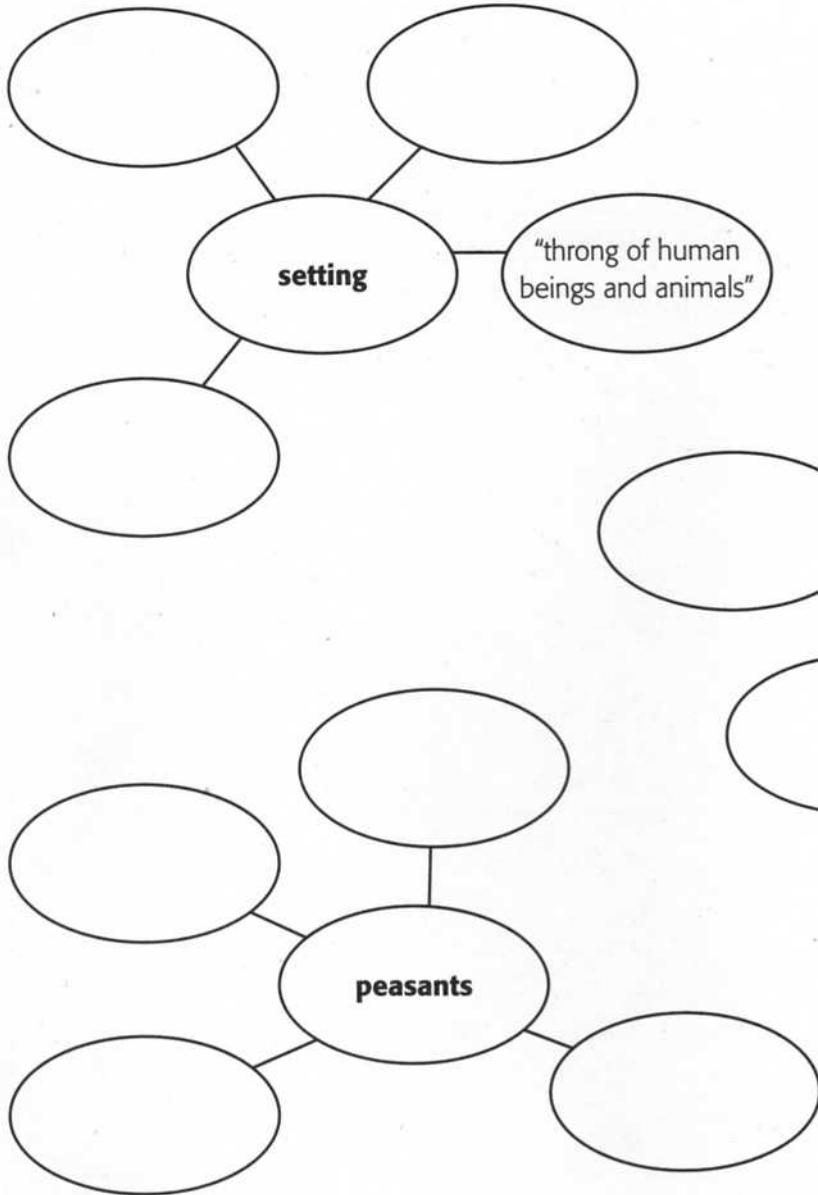 setting
“throng of human
beings and animals”
peasants